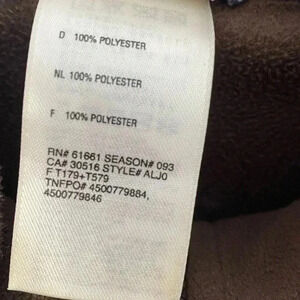 D 100% POLYESTER
NL 100% POLYESTER
F 100% POLYESTER
RN# 61661 SEASON# 093
CA# 30516 STYLE# ALJ0
F T179+T579
TNFPO# 4500779884,
4500779846